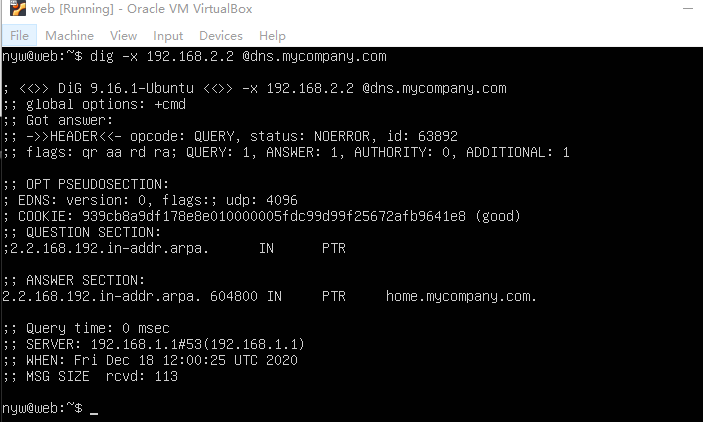 web [Running] - Oracle VM VirtualBox
File Machine View Input Devices Help
nyw@web:~$ dig -x 192.168.2.2 @dns.mycompany.com
; <<>> DiG 9.16.1-Ubuntu <<>> -x 192.168.2.2 @dns.mycompany.com
;; global options: +cmd
;; Got answer:
;; ->>HEADER<<- opcode: QUERY, status: NOERROR, id: 63892
;; flags: qr aa rd ra; QUERY: 1, ANSWER: 1, AUTHORITY: 0, ADDITIONAL: 1
;; OPT PSEUDOSECTION:
; EDNS: version: 0, flags:; udp: 4096
; COOKIE: 939cb8a9df178e8e010000005fdc99d99f25672afb9641e8 (good)
;; QUESTION SECTION:
;2.2.168.192.in-addr.arpa. IN PTR
;; ANSWER SECTION:
2.2.168.192.in-addr.arpa. 604800 IN PTR home.mycompany.com.
;; Query time: 0 msec
;; SERVER: 192.168.1.1#53(192.168.1.1)
;; WHEN: Fri Dec 18 12:00:25 UTC 2020
;; MSG SIZE rcvd: 113
nyw@web:~$ _